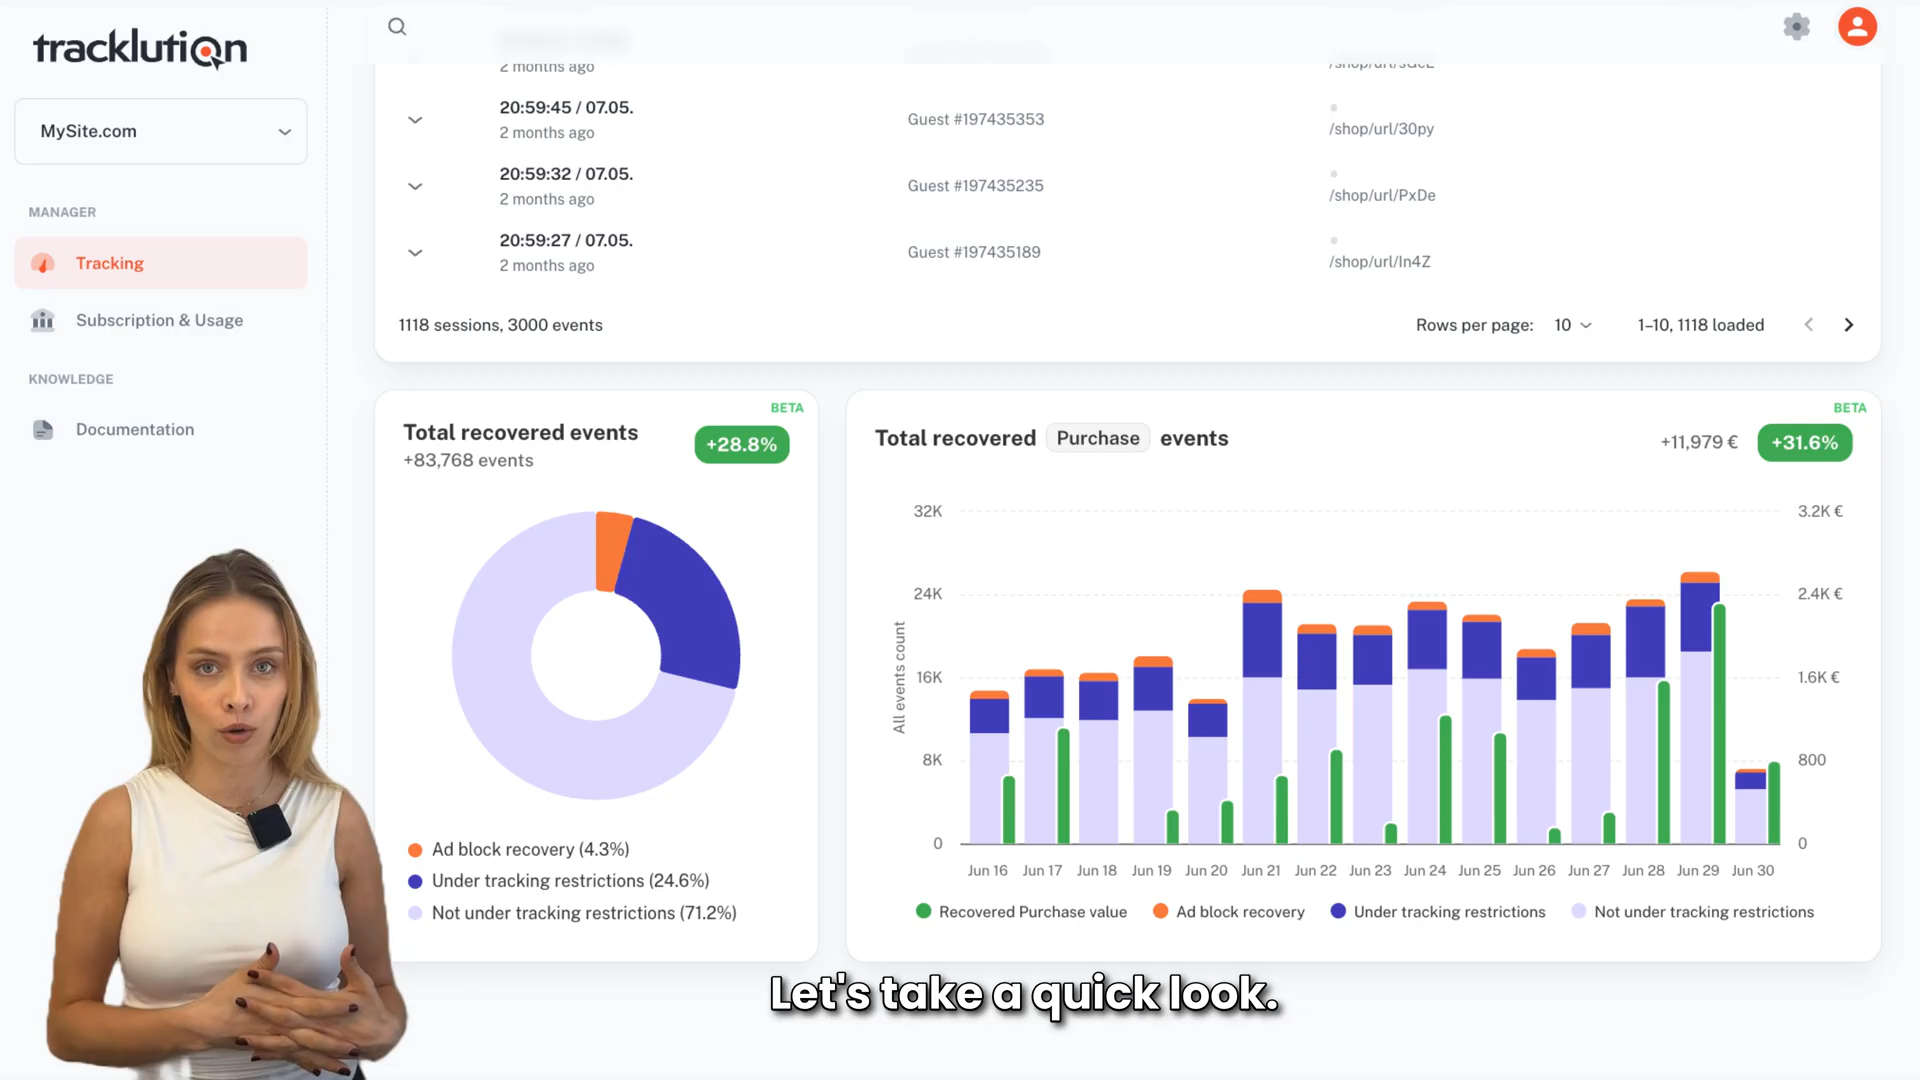 tracklution
MySite.com
MANAGER
Tracking
Subscription & Usage
KNOWLEDGE
Documentation
2 months ago
20:59:45 / 07.05.
2 months ago
Guest #197435353
/shop/url/30py
20:59:32 / 07.05.
2 months ago
Guest #197435235
/shop/url/PxDe
20:59:27 / 07.05.
2 months ago
Guest #197435189
/shop/url/In4Z
1118 sessions, 3000 events
Rows per page: 10
1–10, 1118 loaded
BETA
Total recovered events
+28.8%
+83,768 events
Ad block recovery (4.3%)
Under tracking restrictions (24.6%)
Not under tracking restrictions (71.2%)
BETA
Total recovered Purchase events
+11,979 € +31.6%
32K
24K
16K
8K
0
All events count
3.2K €
2.4K €
1.6K €
800
0
Jun 16 Jun 17 Jun 18 Jun 19 Jun 20 Jun 21 Jun 22 Jun 23 Jun 24 Jun 25 Jun 26 Jun 27 Jun 28 Jun 29 Jun 30
Recovered Purchase value Ad block recovery Under tracking restrictions Not under tracking restrictions
Let's take a quick look.